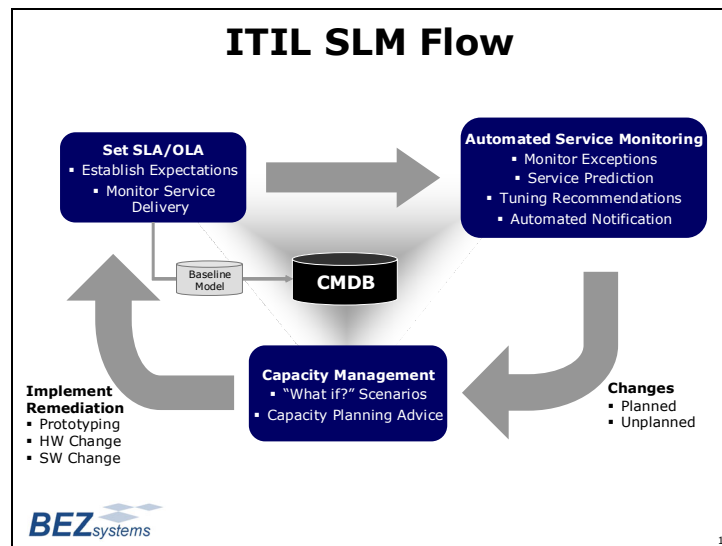 ITIL SLM Flow
Set SLA/OLA
▪ Establish Expectations
▪ Monitor Service
Delivery
Automated Service Monitoring
▪ Monitor Exceptions
▪ Service Prediction
▪ Tuning Recommendations
▪ Automated Notification
Baseline
Model
CMDB
Capacity Management
▪ “What if?” Scenarios
▪ Capacity Planning Advice
Implement
Remediation
▪ Prototyping
▪ HW Change
▪ SW Change
Changes
▪ Planned
▪ Unplanned
BEZsystems
1